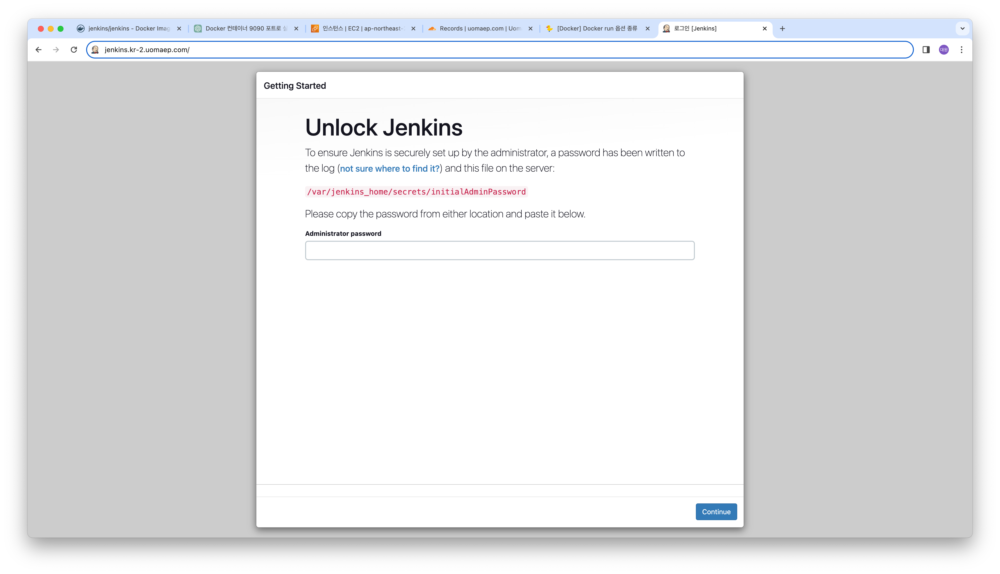 jenkins/jenkins - Docker Imag
Docker 컨테이너 9090 포트로
인스턴스 | EC2 | ap-northeast-
Records | uomaep.com | Uom
[Docker] Docker run 옵션 종류
로그인 [Jenkins]
jenkins.kr-2.uomaep.com/
대원
Getting Started
Unlock Jenkins
To ensure Jenkins is securely set up by the administrator, a password has been written to
the log (not sure where to find it?) and this file on the server:
/var/jenkins_home/secrets/initialAdminPassword
Please copy the password from either location and paste it below.
Administrator password
Continue